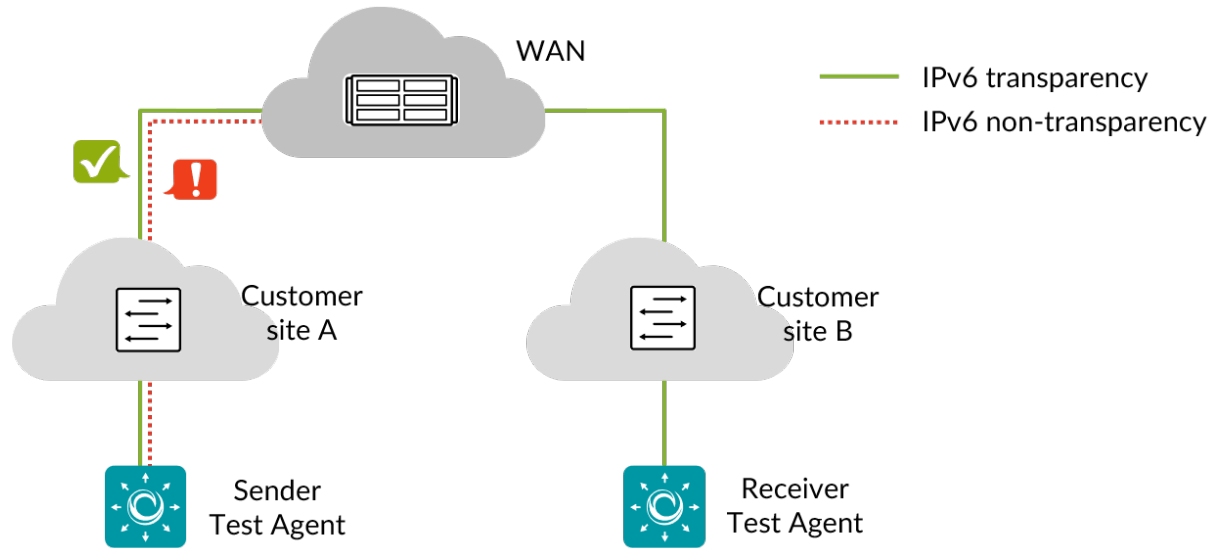 WAN
IPv6 transparency
IPv6 non-transparency
Customer
site A
Customer
site B
Sender
Test Agent
Receiver
Test Agent